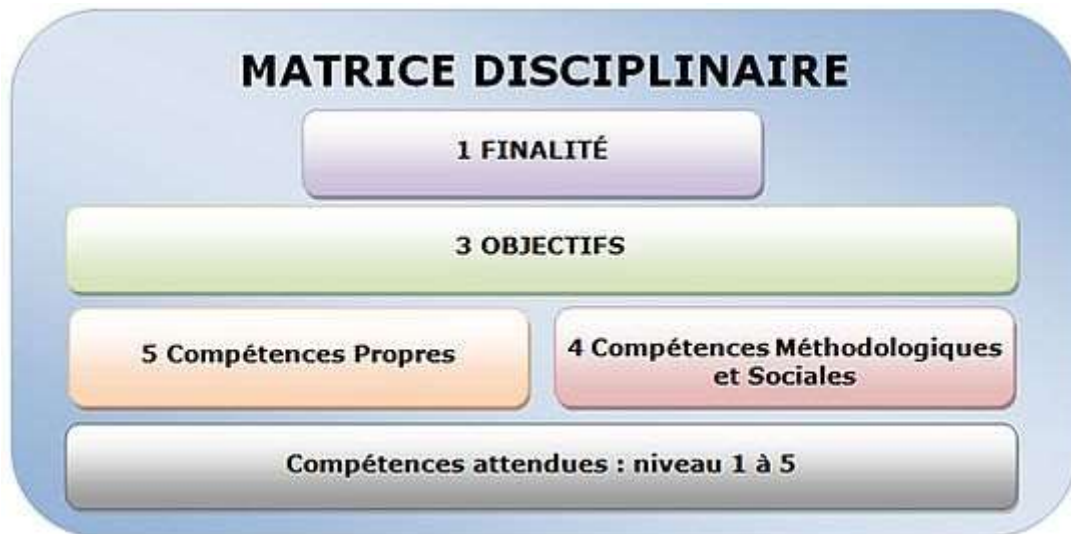 MATRICE DISCIPLINAIRE
1 FINALITÉ
3 OBJECTIFS
5 Compétences Propres
4 Compétences Méthodologiques
et Sociales
Compétences attendues : niveau 1 à 5